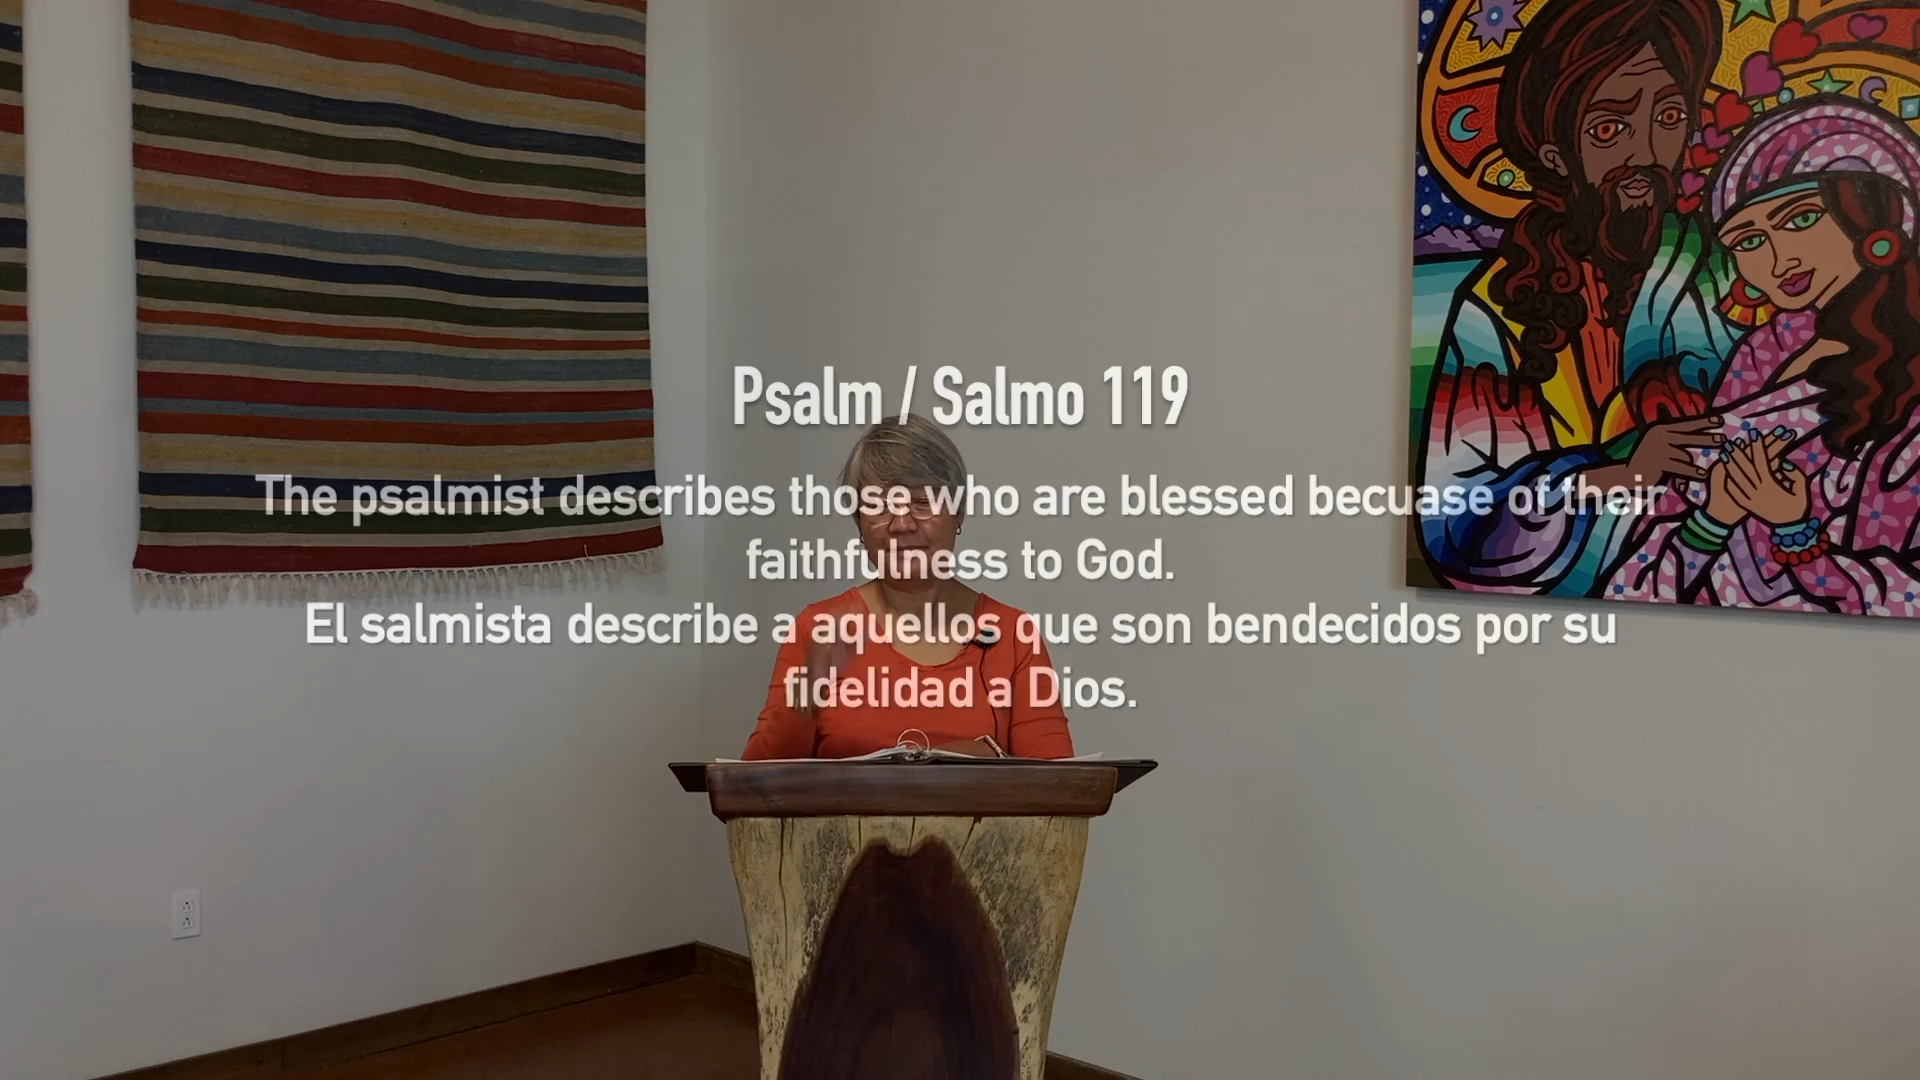 Psalm / Salmo 119
The psalmist describes those who are blessed becuase of their
faithfulness to God.
El salmista describe a aquellos que son bendecidos por su
fidelidad a Dios.